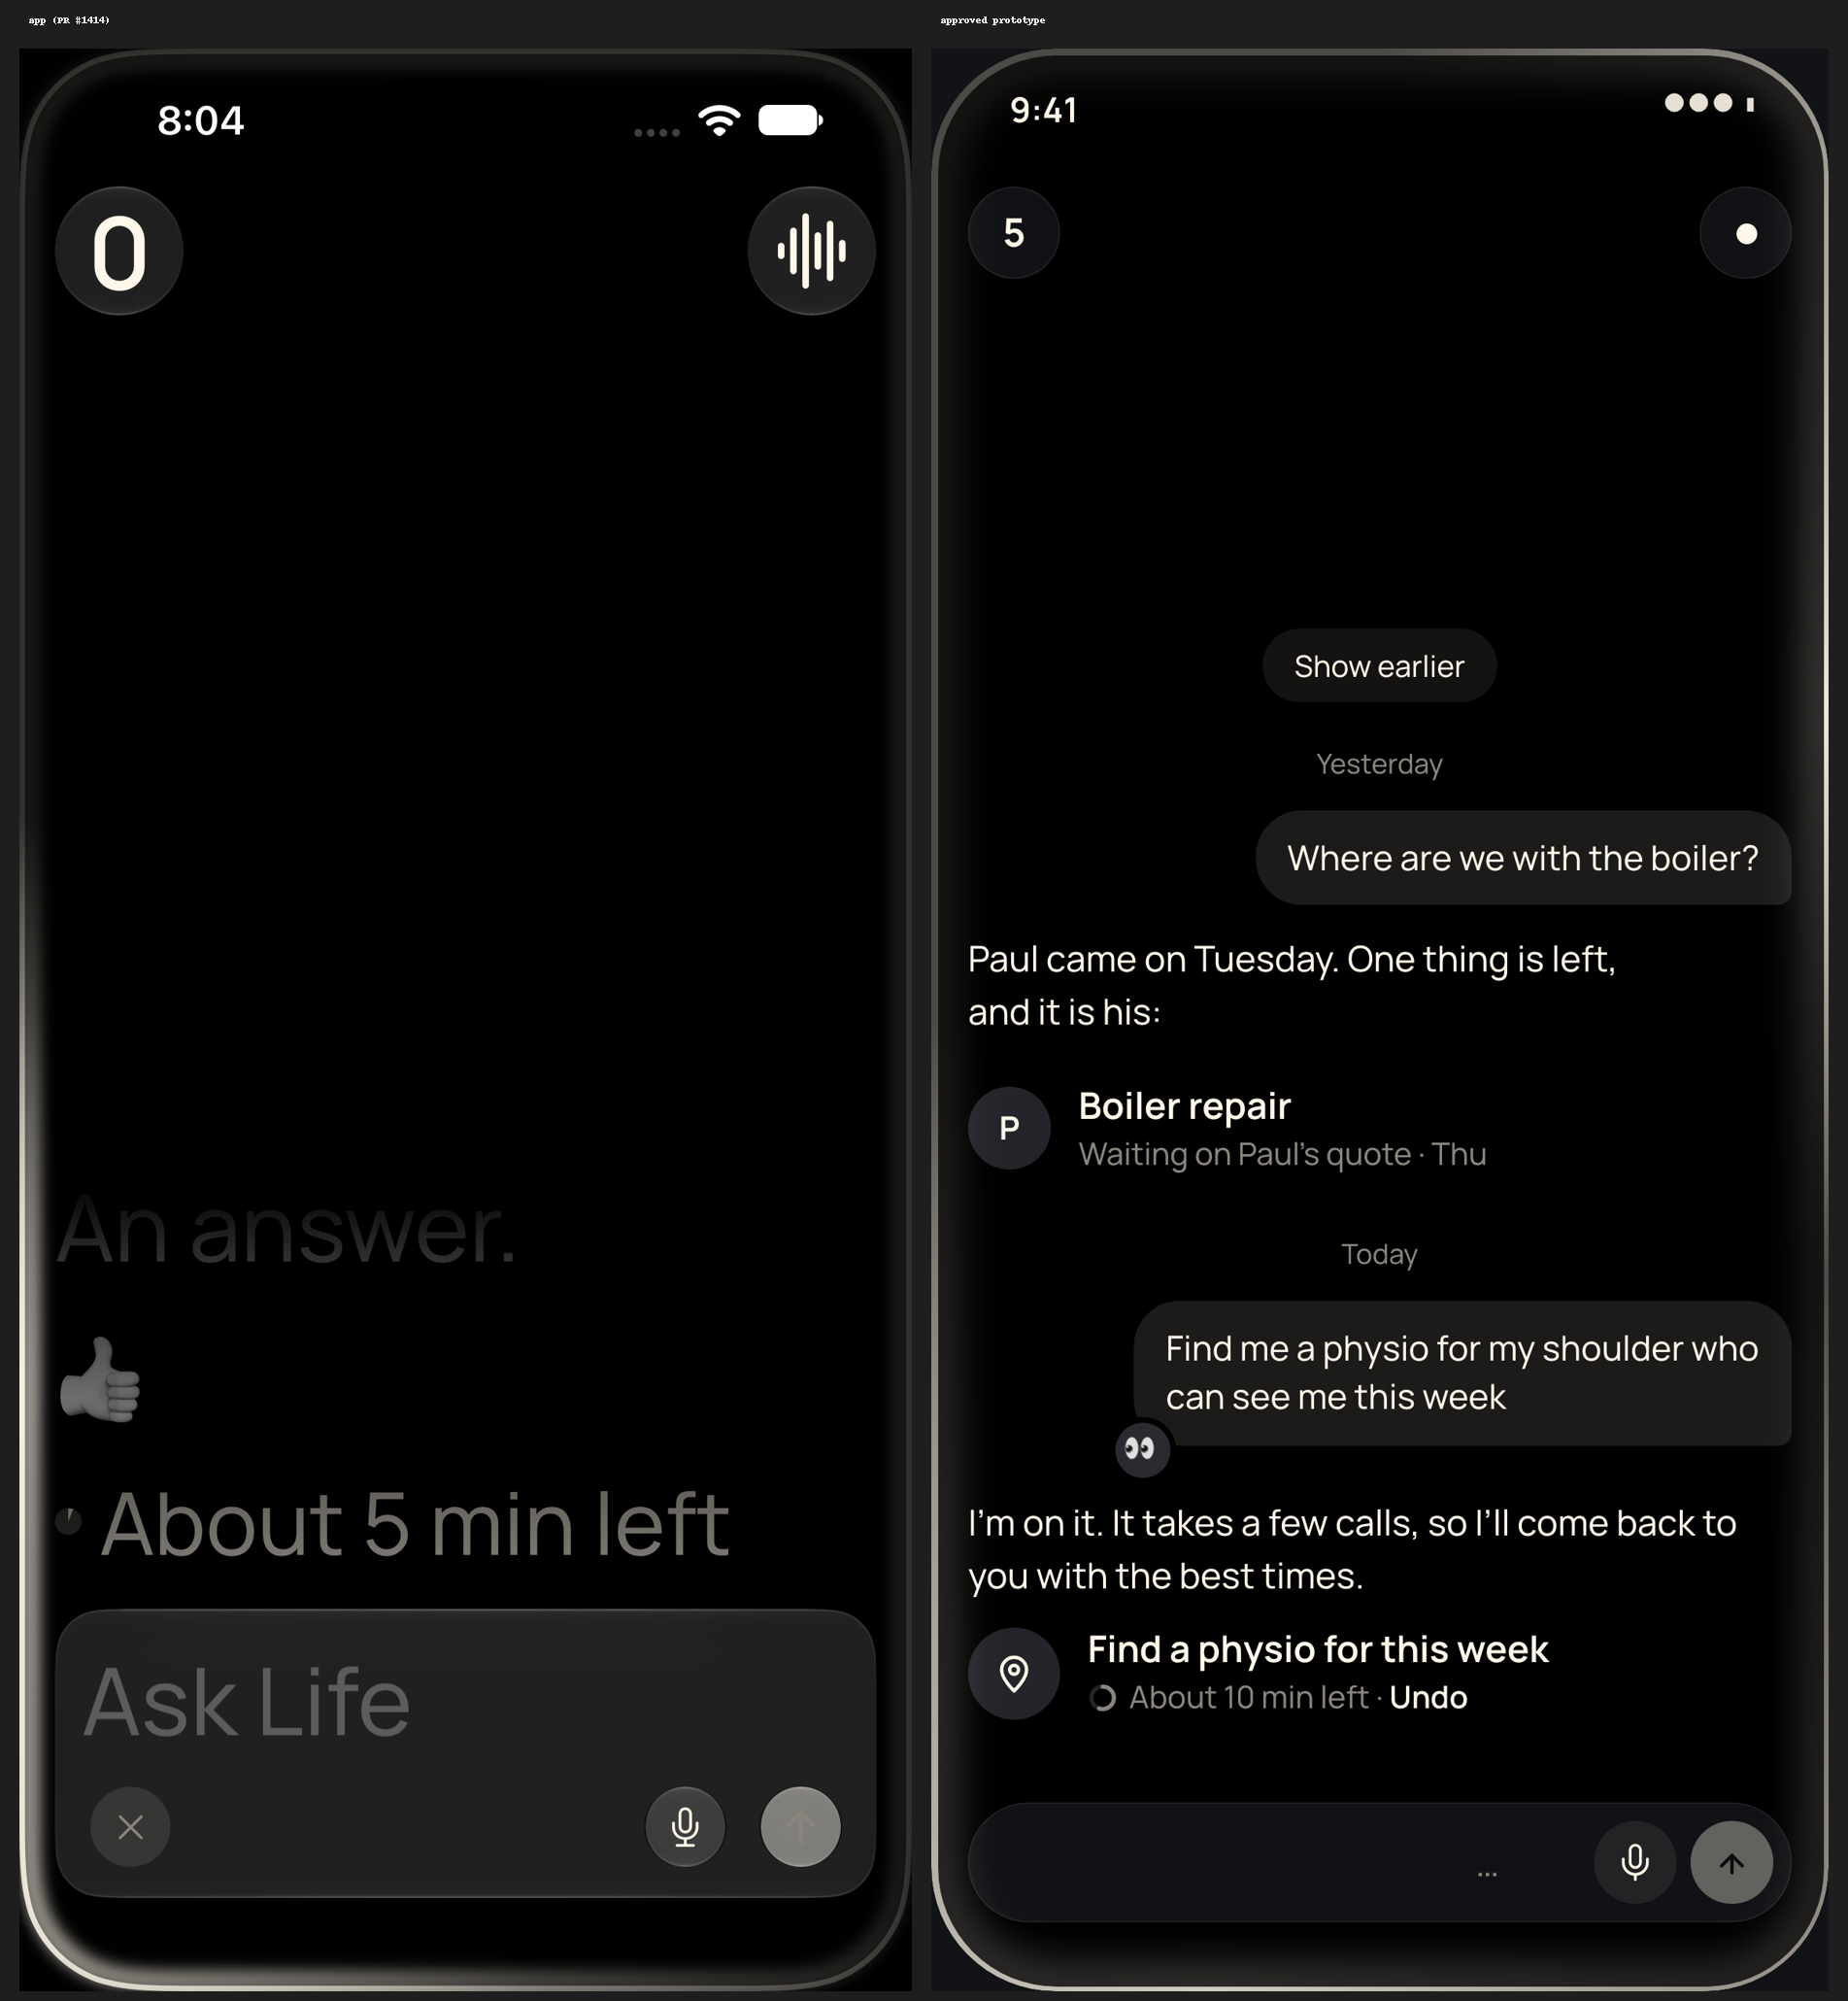 app (PR #1414)
8:04
0
An answer.
About 5 min left
Ask Life
approved prototype
9:41
5
Show earlier
Yesterday
Where are we with the boiler?
Paul came on Tuesday. One thing is left,
and it is his:
P
Boiler repair
Waiting on Paul’s quote · Thu
Today
Find me a physio for my shoulder who
can see me this week
I’m on it. It takes a few calls, so I’ll come back to
you with the best times.
Find a physio for this week
About 10 min left · Undo
...